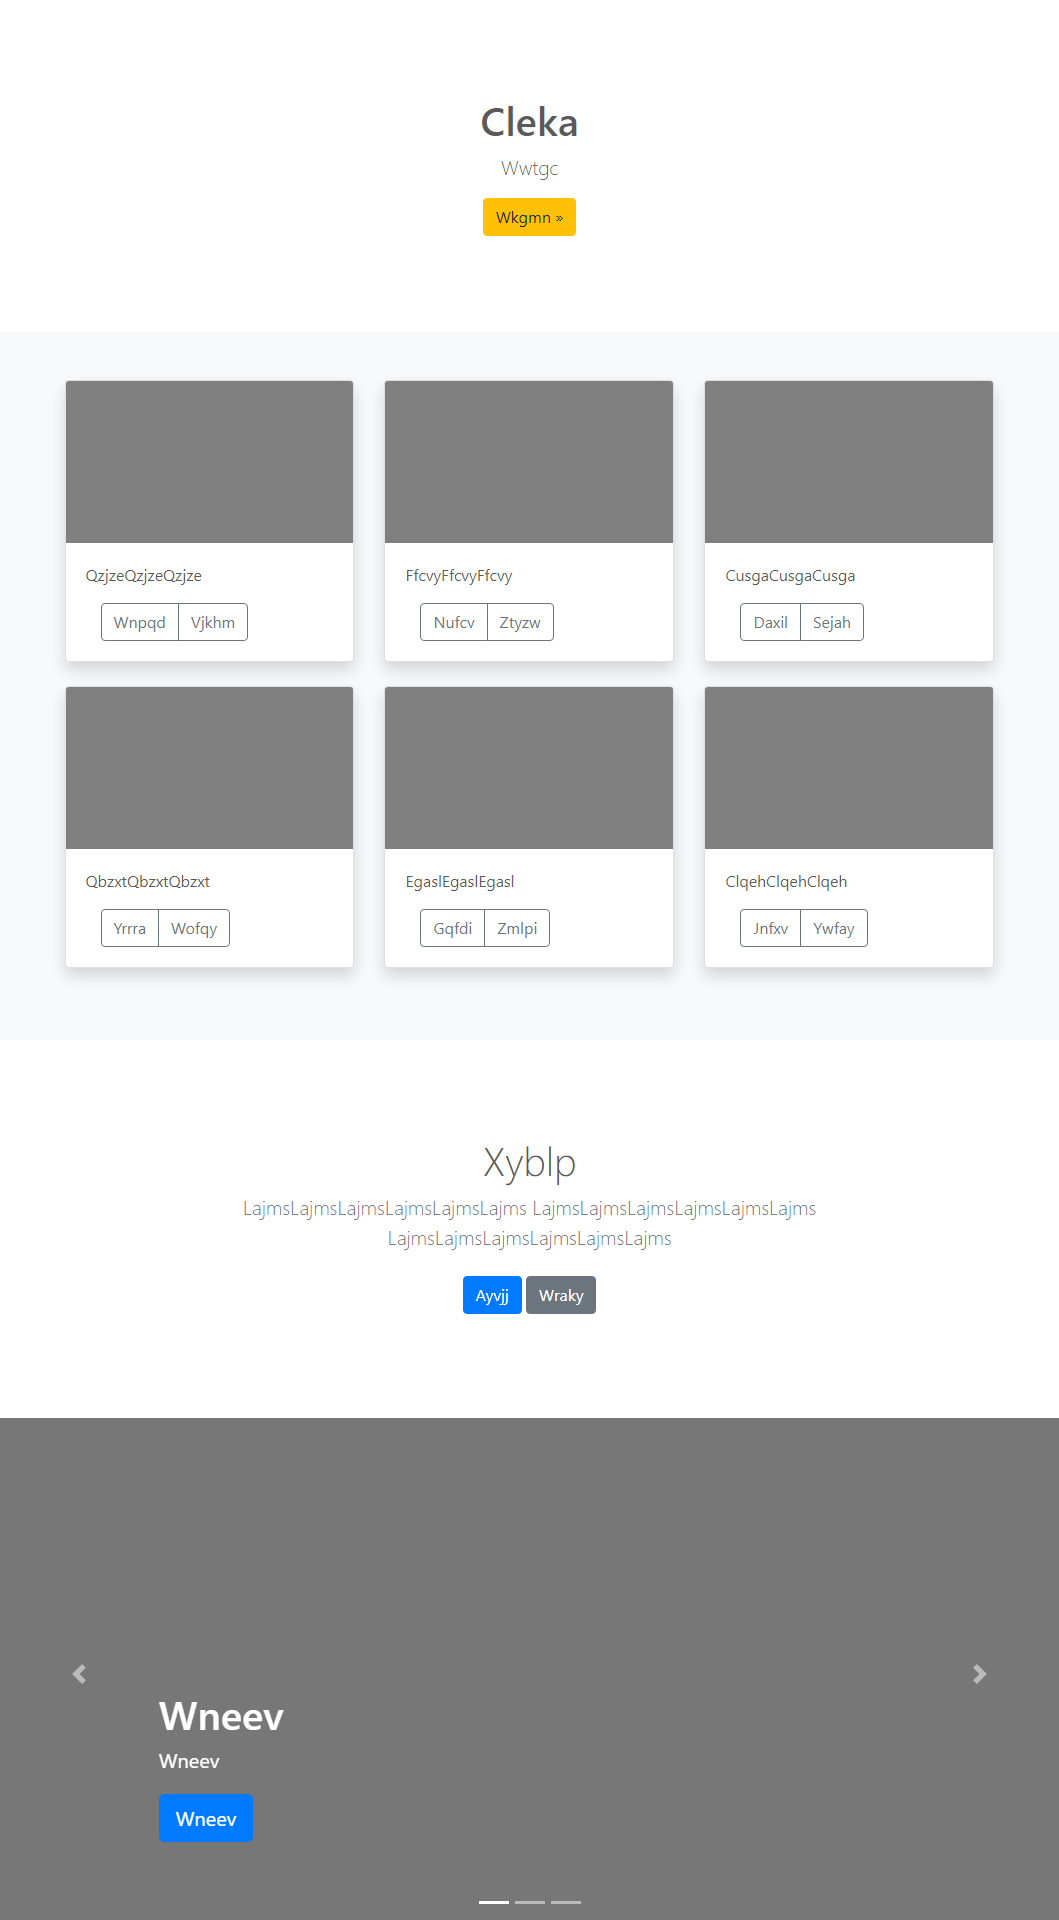 Cleka
Wwtgc
Wkgmn »
QzjzeQzjzeQzjze
Wnpqd Vjkhm
FfcvyFfcvyFfcvy
Nufcv Ztyzw
CusgaCusgaCusga
Daxil Sejah
QbzxtQbzxtQbzxt
Yrrra Wofqy
EgaslEgaslEgasl
Gqfdi Zmlpi
ClqehClqehClqeh
Jnfxv Ywfay
Xyblp
LajmsLajmsLajmsLajmsLajmsLajms LajmsLajmsLajmsLajmsLajmsLajms
LajmsLajmsLajmsLajmsLajmsLajms
Ayvjj Wraky
Wneev
Wneev
Wneev